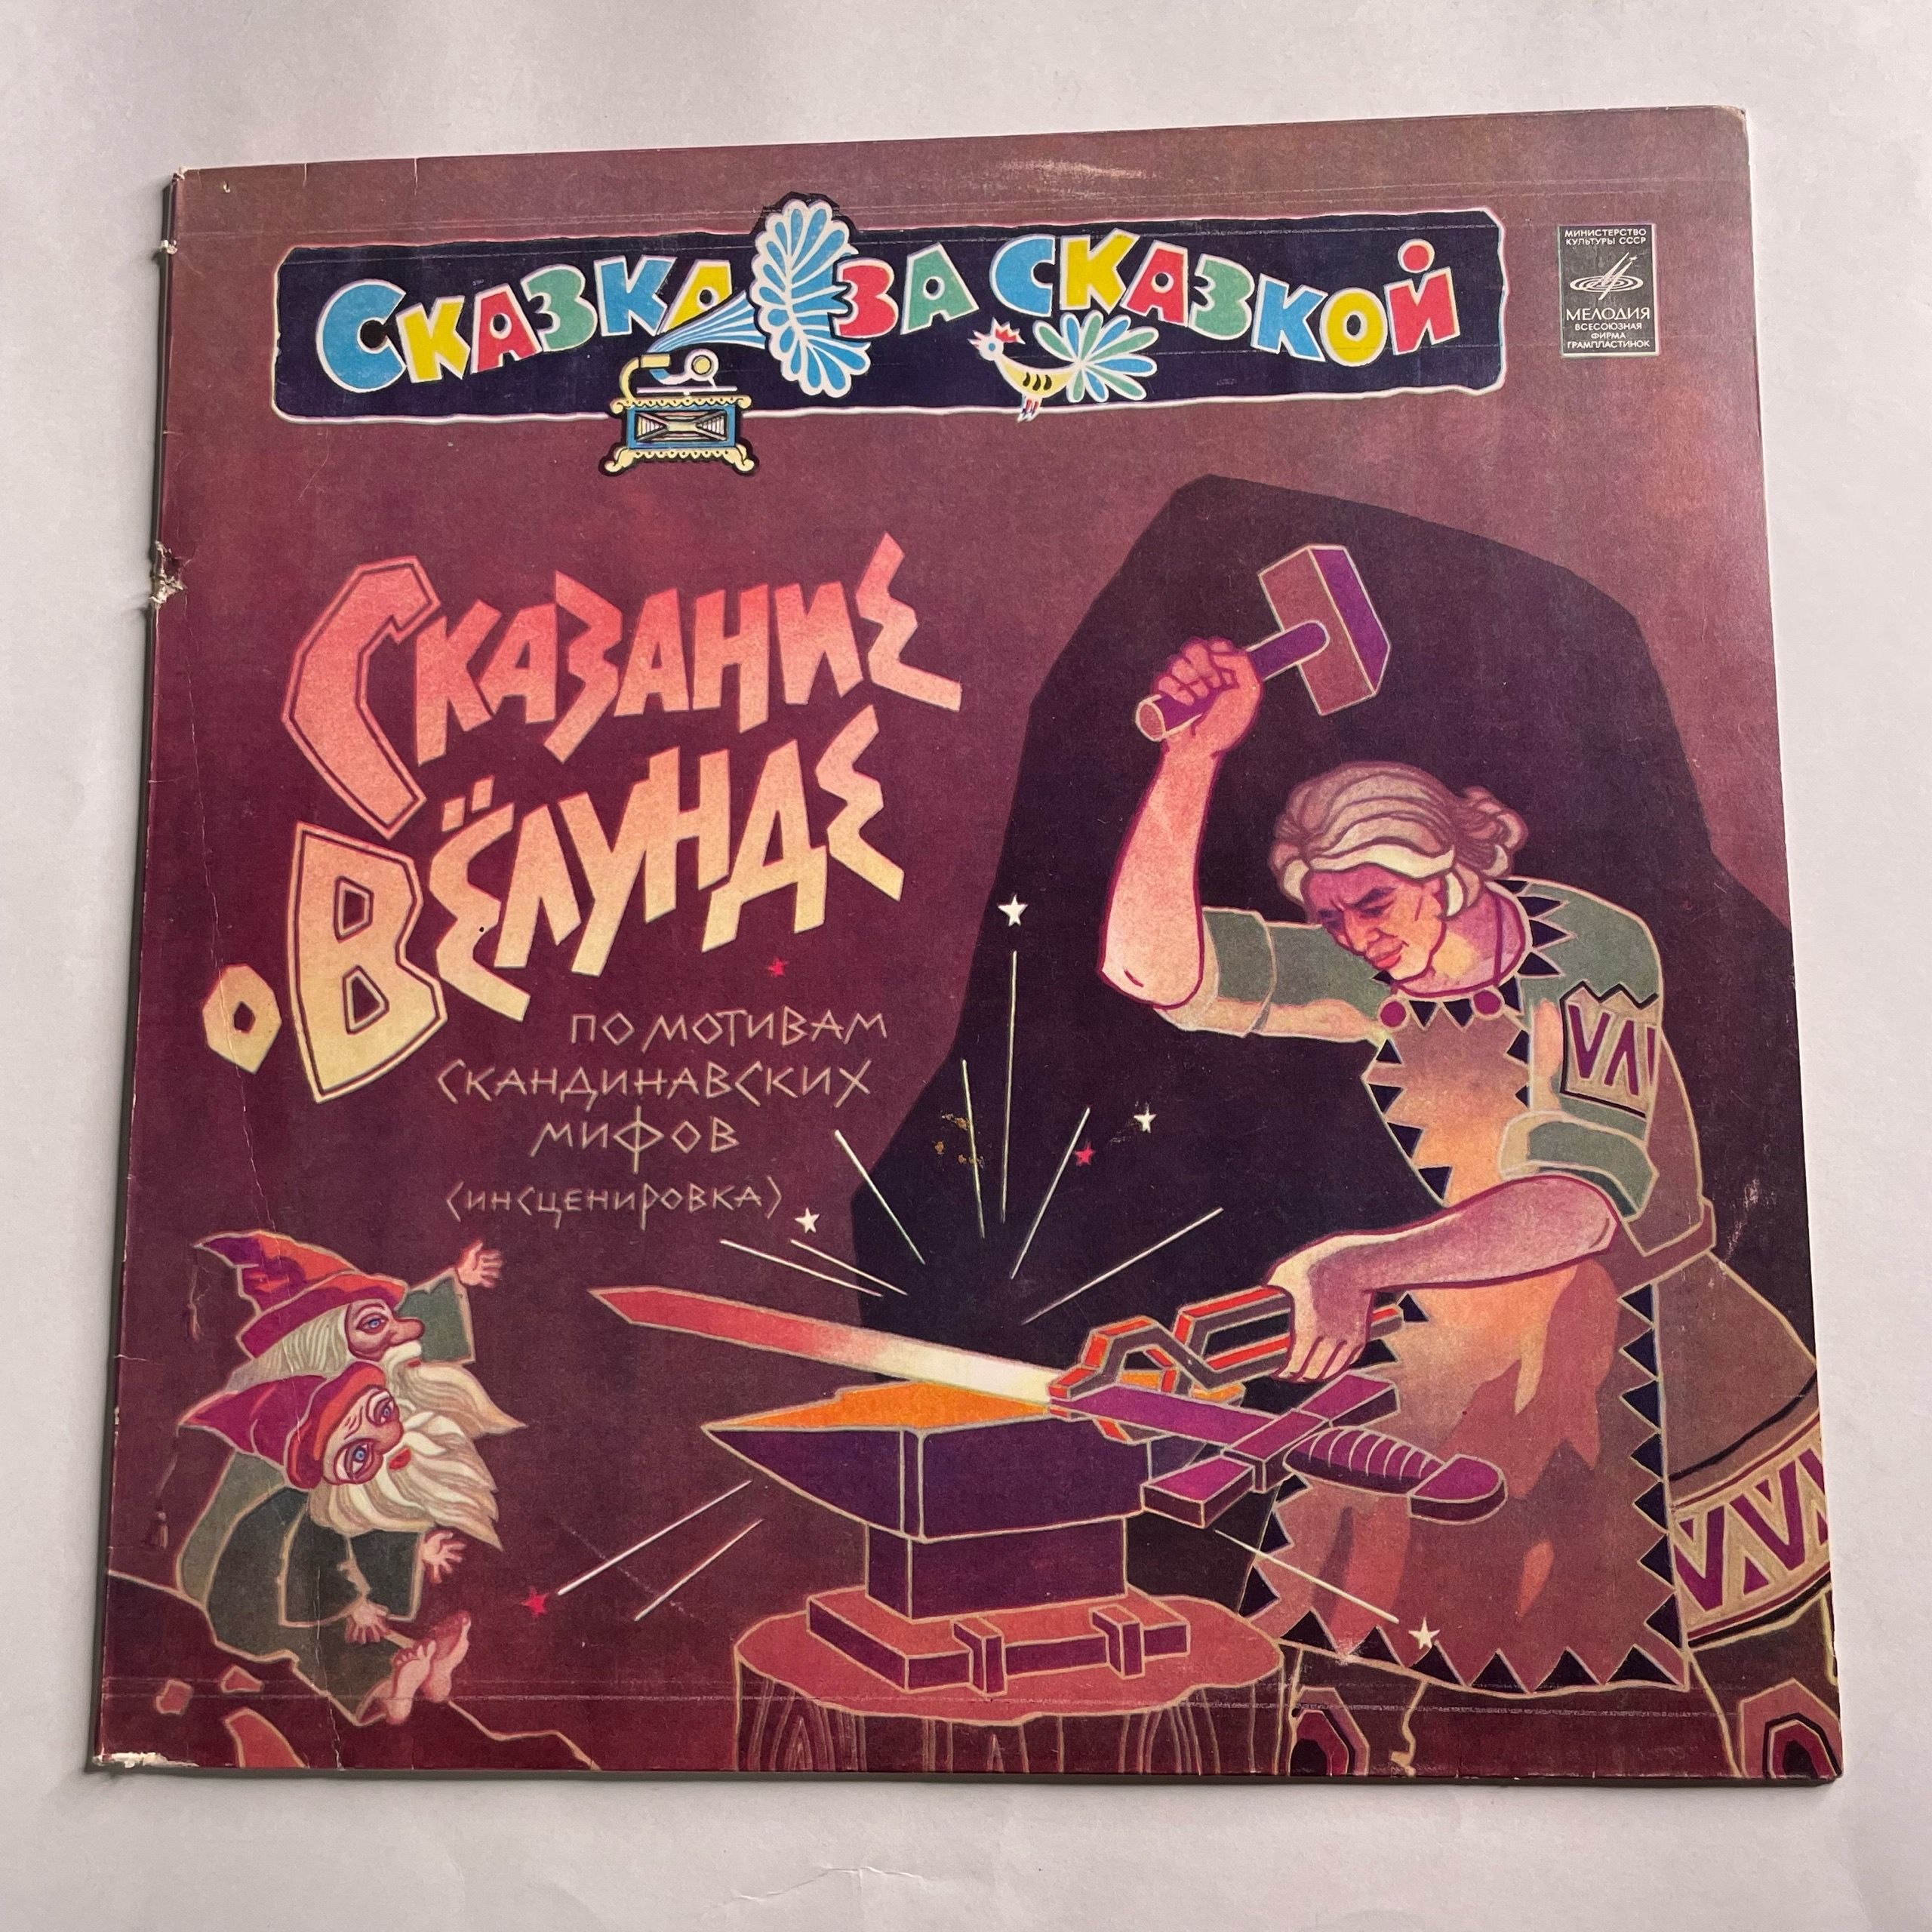 Сказка за сказкой
МИНИСТЕРСТВО
КУЛЬТУРЫ СССР
МЕЛОДИЯ
ВСЕСОЮЗНАЯ
ФИРМА
ГРАМПЛАСТИНОК
Сказание
о Вёлунде
по мотивам
скандинавских
мифов
(инсценировка)